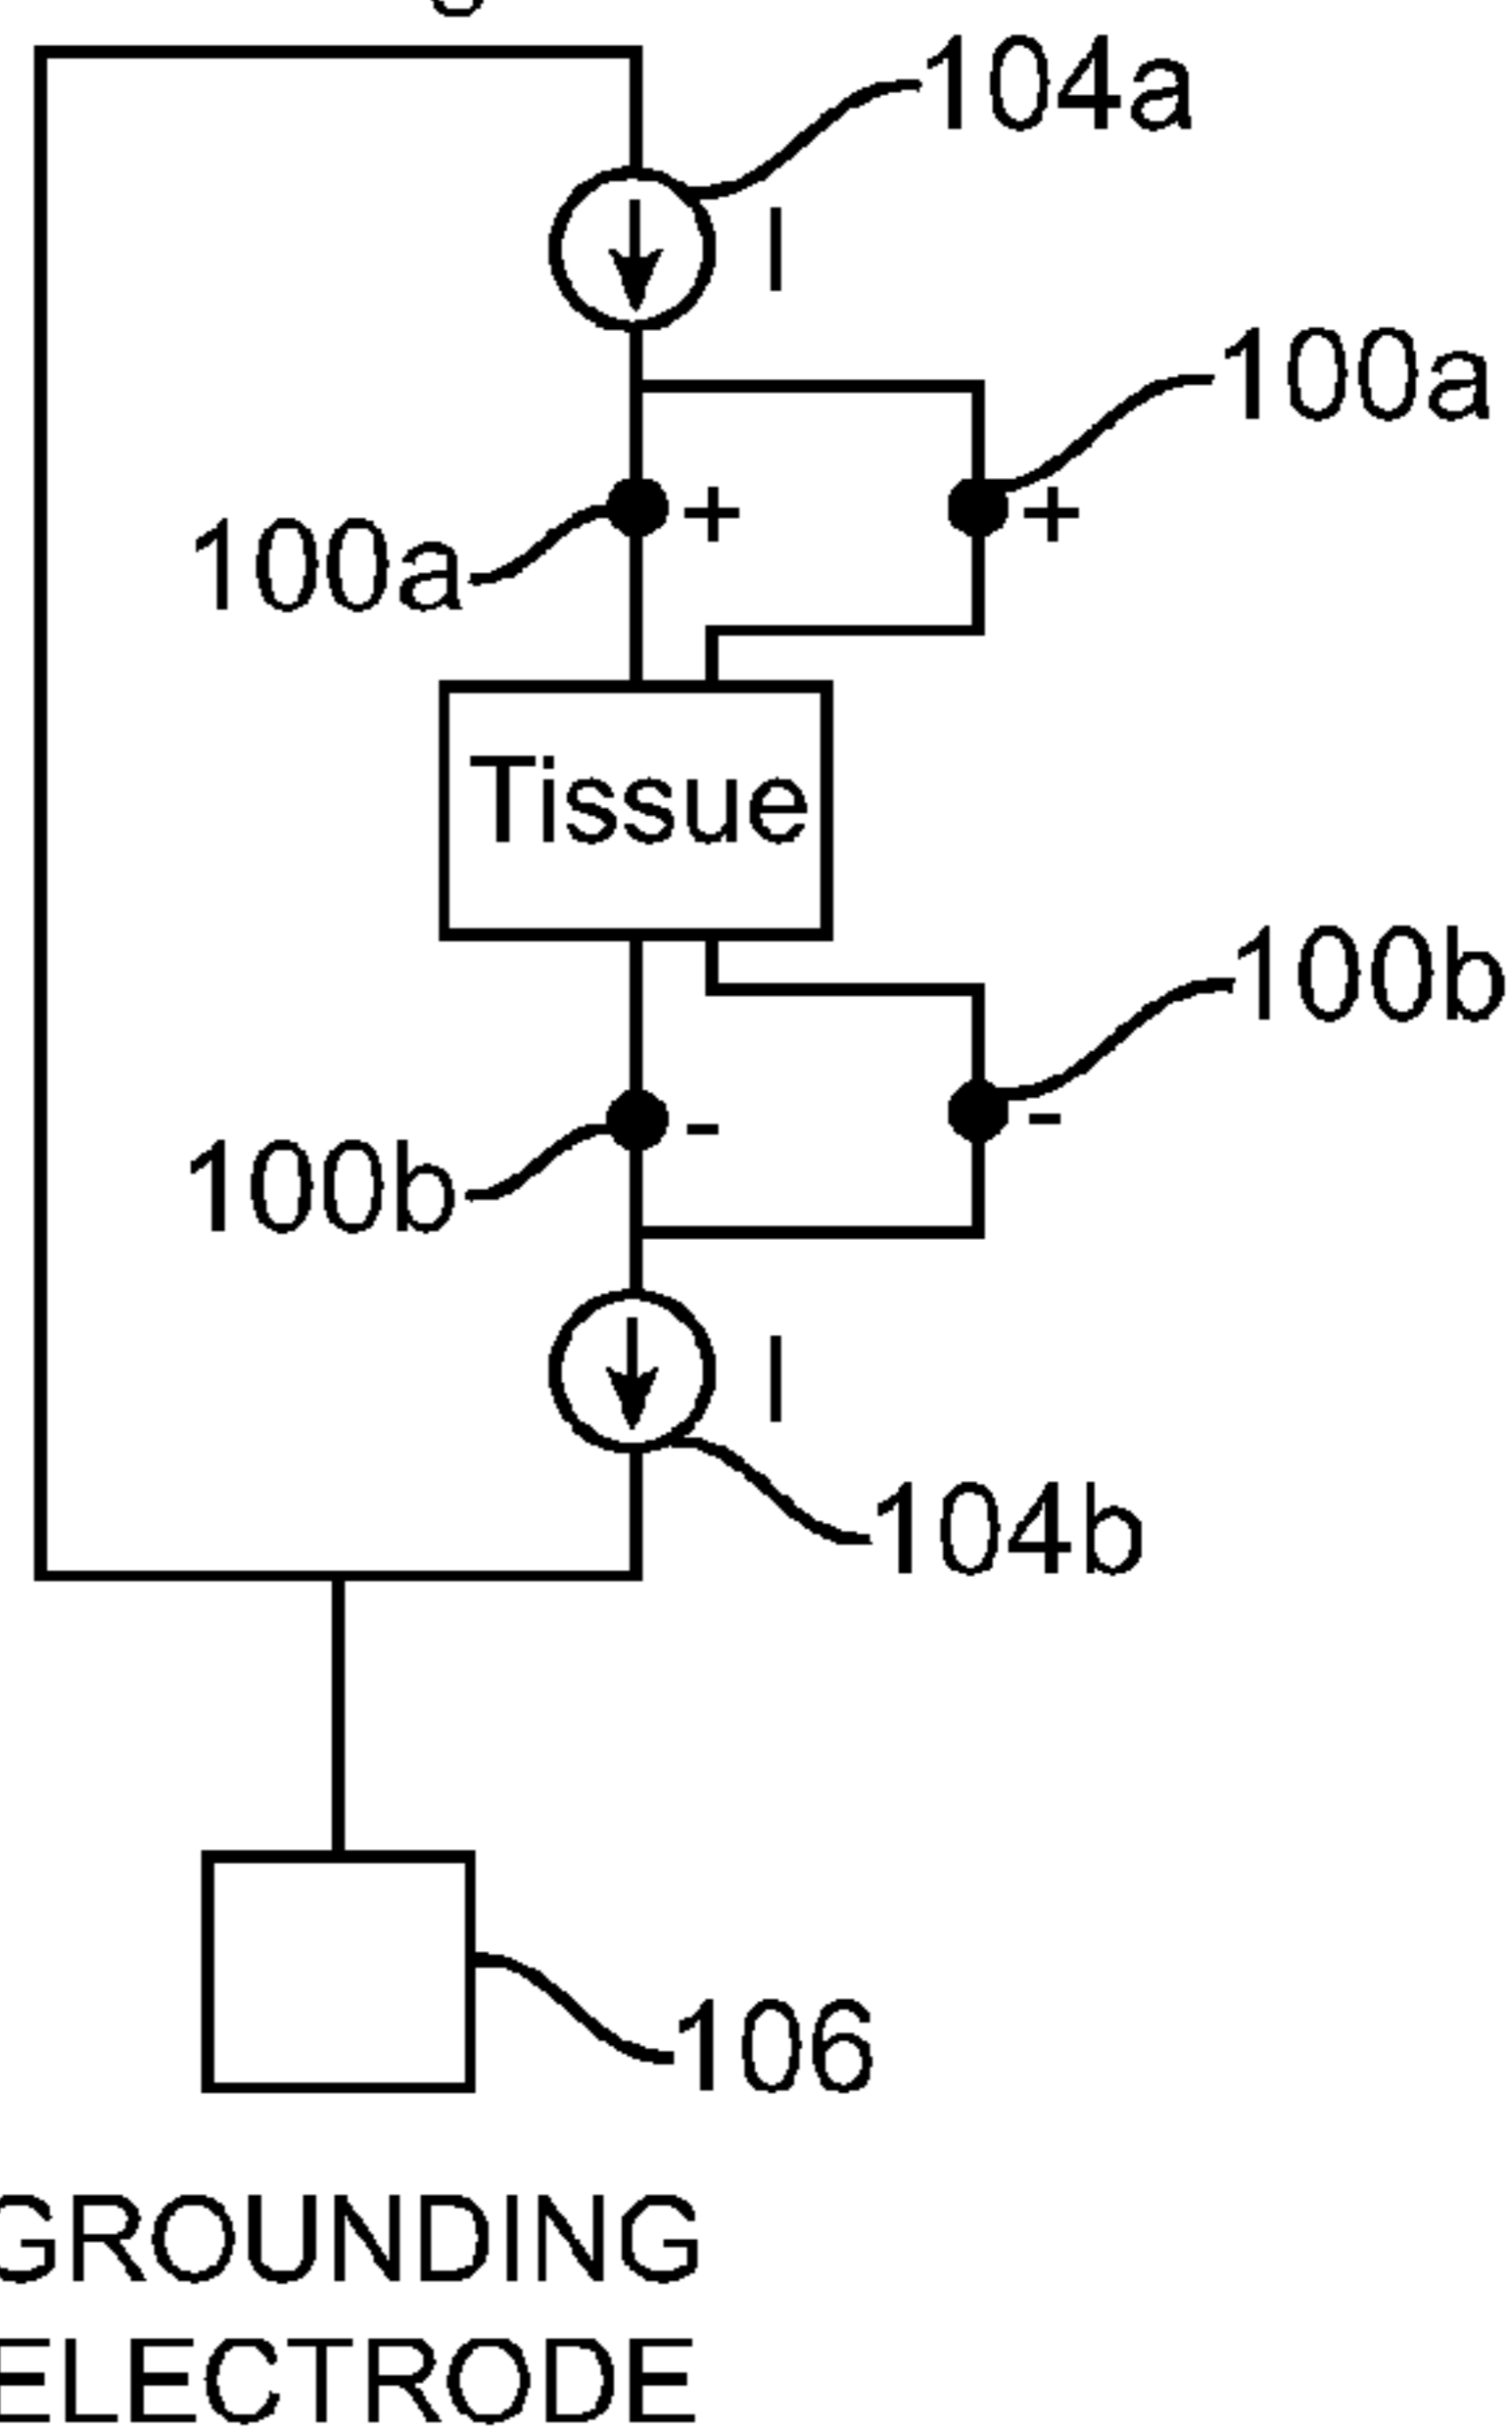 104a
I
100a
+
+
100a
Tissue
100b
-
-
100b
I
104b
106
GROUNDING
ELECTRODE